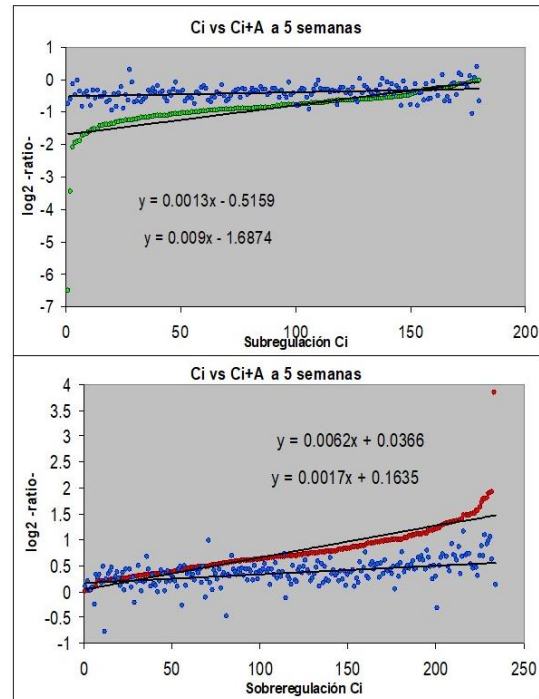 Ci vs Ci+A a 5 semanas
log2 -ratio-
1
0
-1
-2
-3
-4
-5
-6
-7
y = 0.0013x - 0.5159
y = 0.009x - 1.6874
0 50 100 150 200
Subregulación Ci
Ci vs Ci+A a 5 semanas
log2 -ratio-
4
3.5
3
2.5
2
1.5
1
0.5
0
-0.5
-1
y = 0.0062x + 0.0366
y = 0.0017x + 0.1635
0 50 100 150 200 250
Sobreregulación Ci